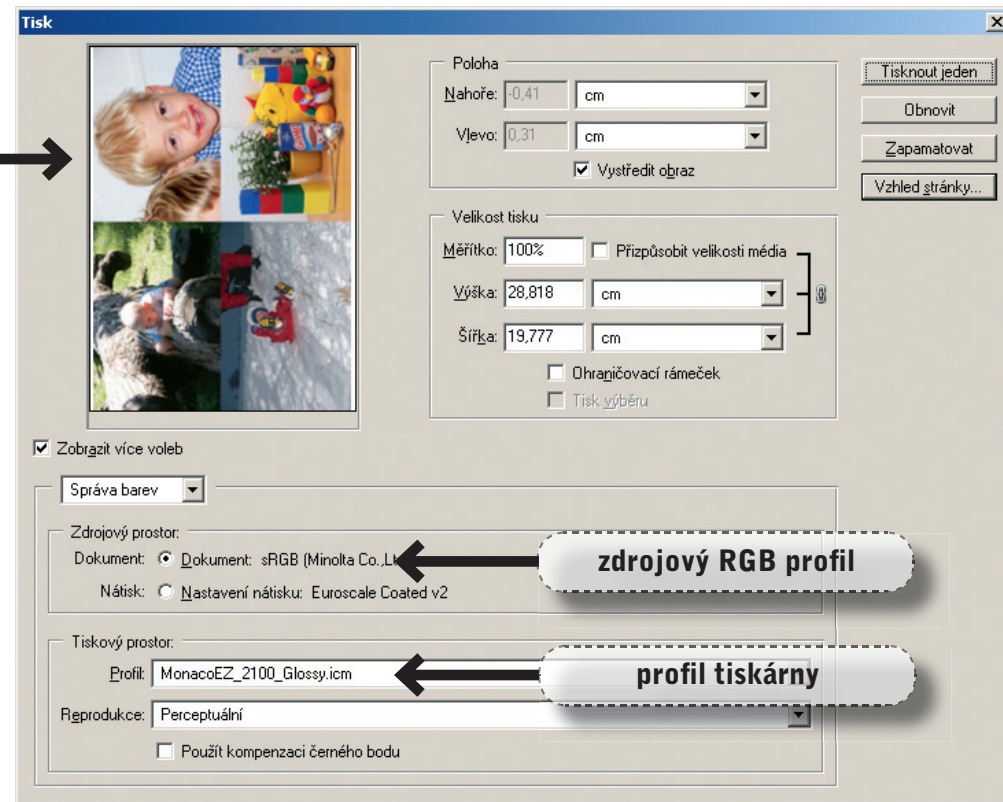 Tisk
Poloha
Nahoře: -0,41 cm
Vlevo: 0,31 cm
Vystředit obraz
Tisknout jeden
Obnovit
Zapamatovat
Vzhled stránky...
Velikost tisku
Měřítko: 100% Přizpůsobit velikosti média
Výška: 28,818 cm
Šířka: 19,777 cm
Ohraničovací rámeček
Tisk výběru
Zobrazit více voleb
Správa barev
Zdrojový prostor:
Dokument: Dokument: sRGB (Minolta Co.,Lt
zdrojový RGB profil
Nátisk: Nastavení nátisku: Euroscale Coated v2
Tiskový prostor:
Profil: MonacoEZ_2100_Glossy.icm
profil tiskárny
Reprodukce: Perceptuální
Použít kompenzaci černého bodu